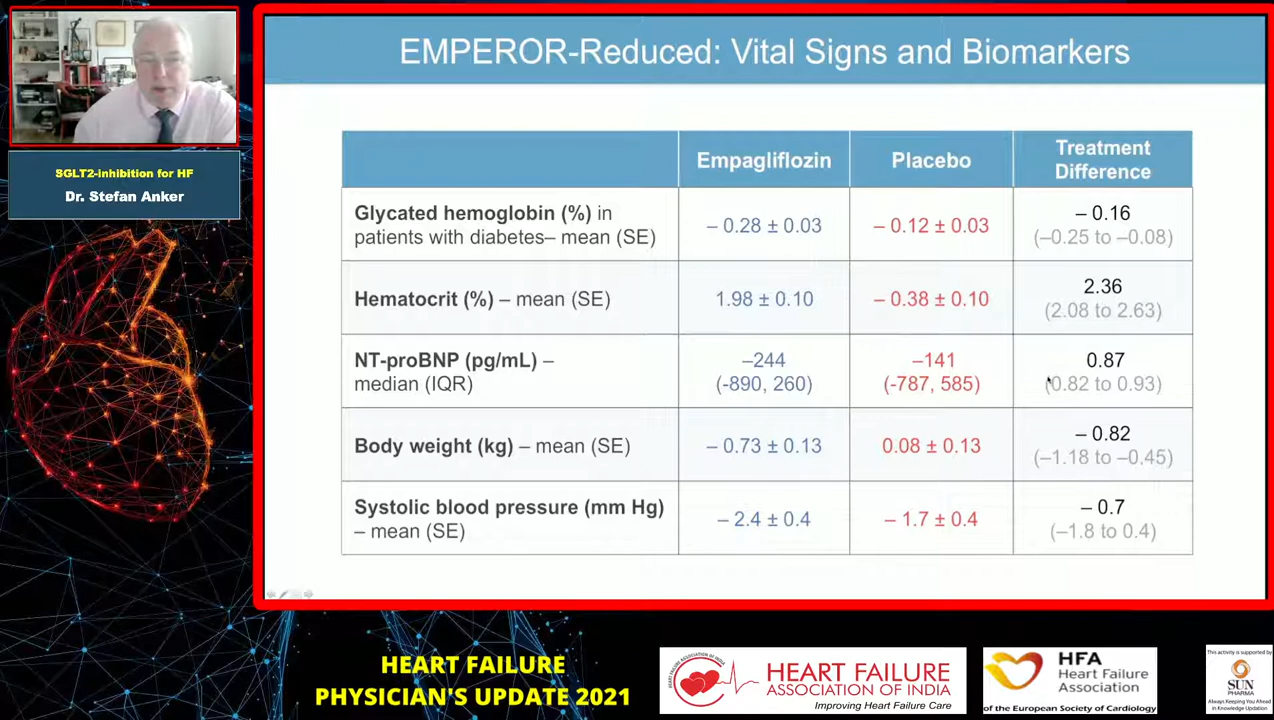 EMPEROR-Reduced: Vital Signs and Biomarkers
SGLT2-inhibition for HF
Dr. Stefan Anker
Empagliflozin
Placebo
Treatment
Difference
Glycated hemoglobin (%) in
patients with diabetes– mean (SE)
– 0.28 ± 0.03
– 0.12 ± 0.03
– 0.16
(–0.25 to –0.08)
Hematocrit (%) – mean (SE)
1.98 ± 0.10
– 0.38 ± 0.10
2.36
(2.08 to 2.63)
NT-proBNP (pg/mL) –
median (IQR)
–244
(-890, 260)
–141
(-787, 585)
0.87
(0.82 to 0.93)
Body weight (kg) – mean (SE)
– 0.73 ± 0.13
0.08 ± 0.13
– 0.82
(–1.18 to –0.45)
Systolic blood pressure (mm Hg)
– mean (SE)
– 2.4 ± 0.4
– 1.7 ± 0.4
– 0.7
(–1.8 to 0.4)
HEART FAILURE
PHYSICIAN'S UPDATE 2021
HEART FAILURE ASSOCIATION OF INDIA
HEART FAILURE
ASSOCIATION OF INDIA
Improving Heart Failure Care
HFA
Heart Failure
Association
of the European Society of Cardiology
This activity is supported by
SUN
PHARMA
Always Keeping You Ahead
in Knowledge Updation